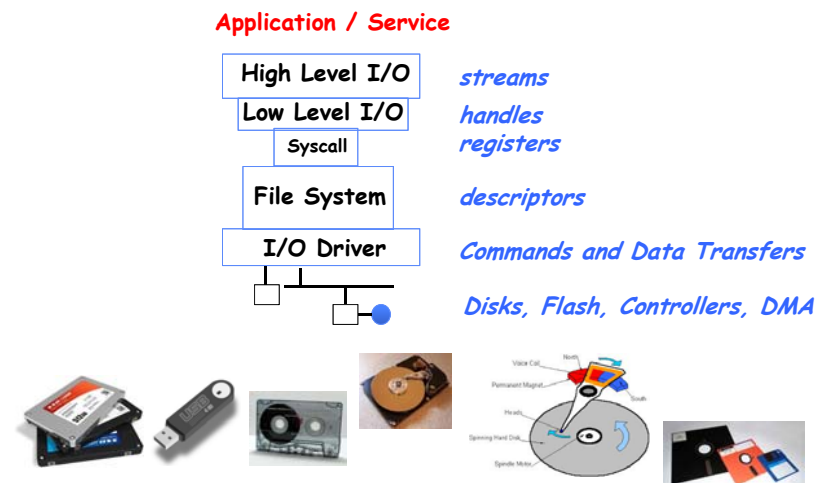 Application / Service
High Level I/O
streams
Low Level I/O
handles
Syscall
registers
File System
descriptors
I/O Driver
Commands and Data Transfers
Disks, Flash, Controllers, DMA
Voice Coil
North
Permanent Magnet
South
Heads
Spinning Hard Disk
Spindle Motor
USB